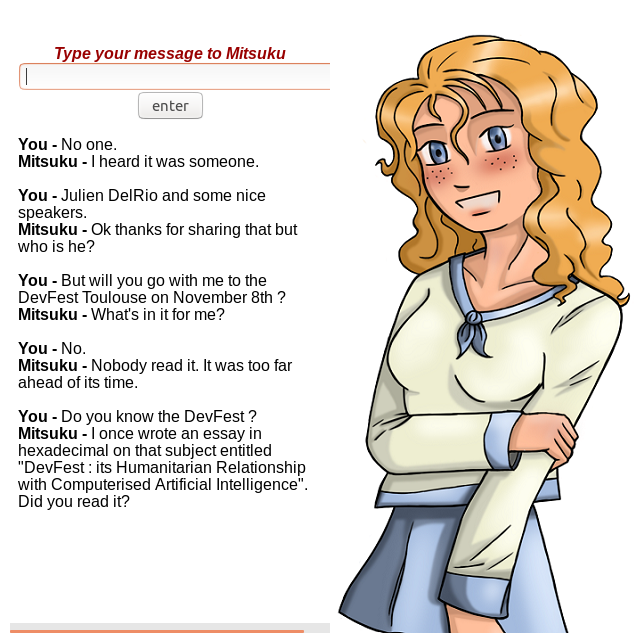 Type your message to Mitsuku
enter
You - No one.
Mitsuku - I heard it was someone.
You - Julien DelRio and some nice
speakers.
Mitsuku - Ok thanks for sharing that but
who is he?
You - But will you go with me to the
DevFest Toulouse on November 8th ?
Mitsuku - What's in it for me?
You - No.
Mitsuku - Nobody read it. It was too far
ahead of its time.
You - Do you know the DevFest ?
Mitsuku - I once wrote an essay in
hexadecimal on that subject entitled
"DevFest : its Humanitarian Relationship
with Computerised Artificial Intelligence".
Did you read it?